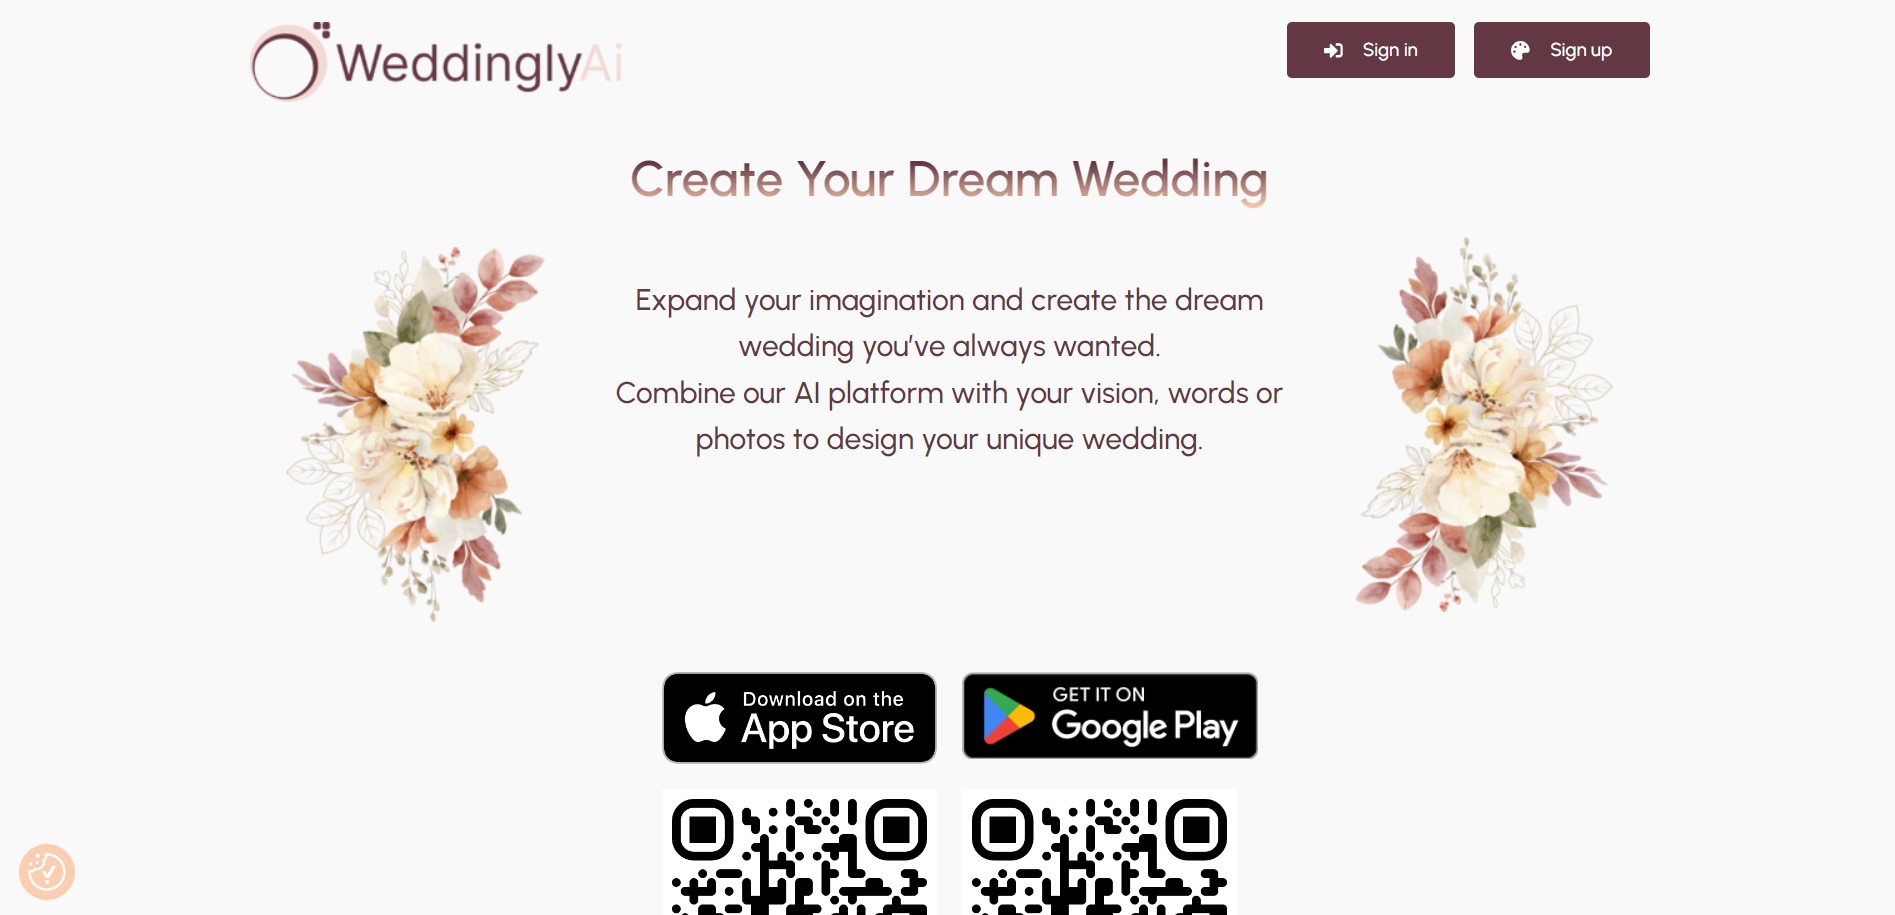 WeddinglyAi
Sign in
Sign up
Create Your Dream Wedding
Expand your imagination and create the dream
wedding you’ve always wanted.
Combine our AI platform with your vision, words or
photos to design your unique wedding.
Download on the
App Store
GET IT ON
Google Play